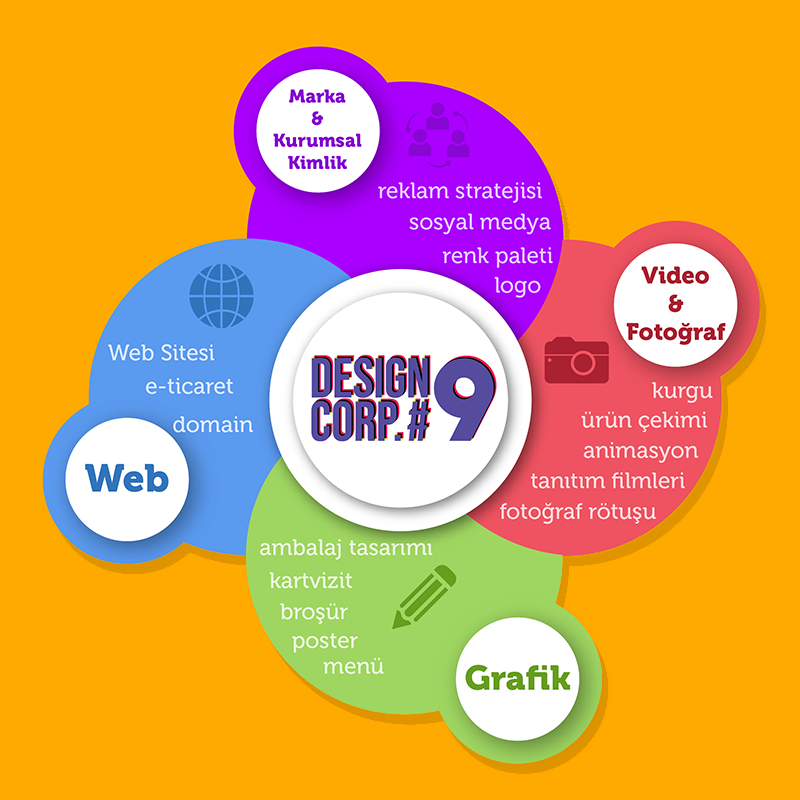 Marka
&
Kurumsal
Kimlik
reklam stratejisi
sosyal medya
renk paleti
logo
Video
&
Fotoğraf
kurgu
ürün çekimi
animasyon
tanıtım filmleri
fotoğraf rötuşu
Web Sitesi
e-ticaret
domain
Web
DESIGN
CORP.#9
ambalaj tasarımı
kartvizit
broşür
poster
menü
Grafik